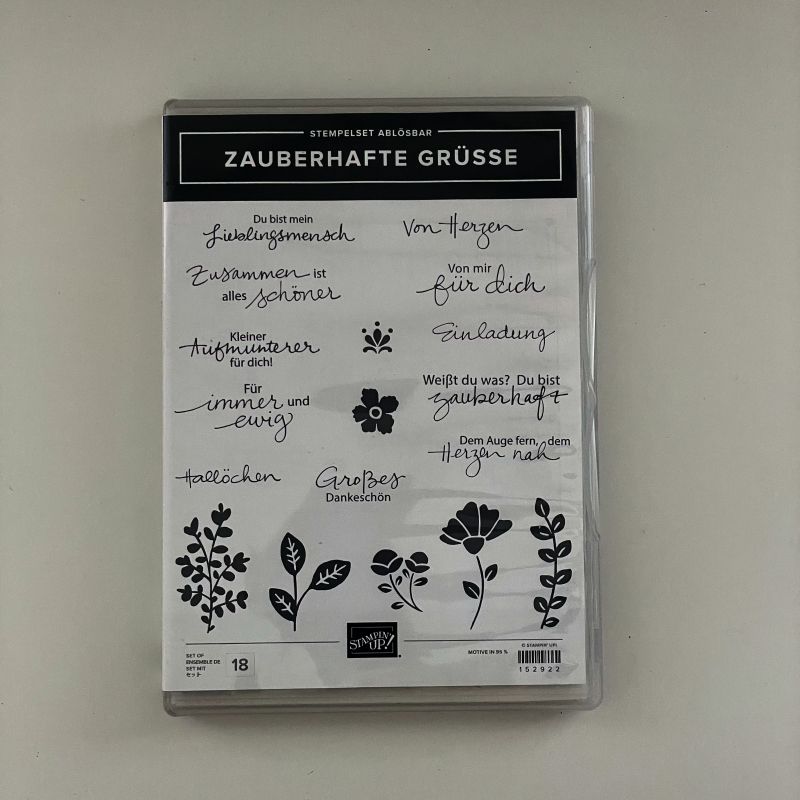 STEMPELSET ABLÖSBAR
ZAUBERHAFTE GRÜSSE
Du bist mein
Lieblingsmensch
Von Herzen
Zusammen ist
alles schöner
Von mir
für dich
Kleiner
Aufmunterer
für dich!
Einladung
Für
immer und
ewig
Weißt du was? Du bist
zauberhaft
Dem Auge fern, dem
Herzen nah
Hallöchen
Großes
Dankeschön
STAMPIN'
UP!
SET OF
ENSEMBLE DE
SET MIT
セット
18
MOTIVE IN 95 %
© STAMPIN' UP!
152922